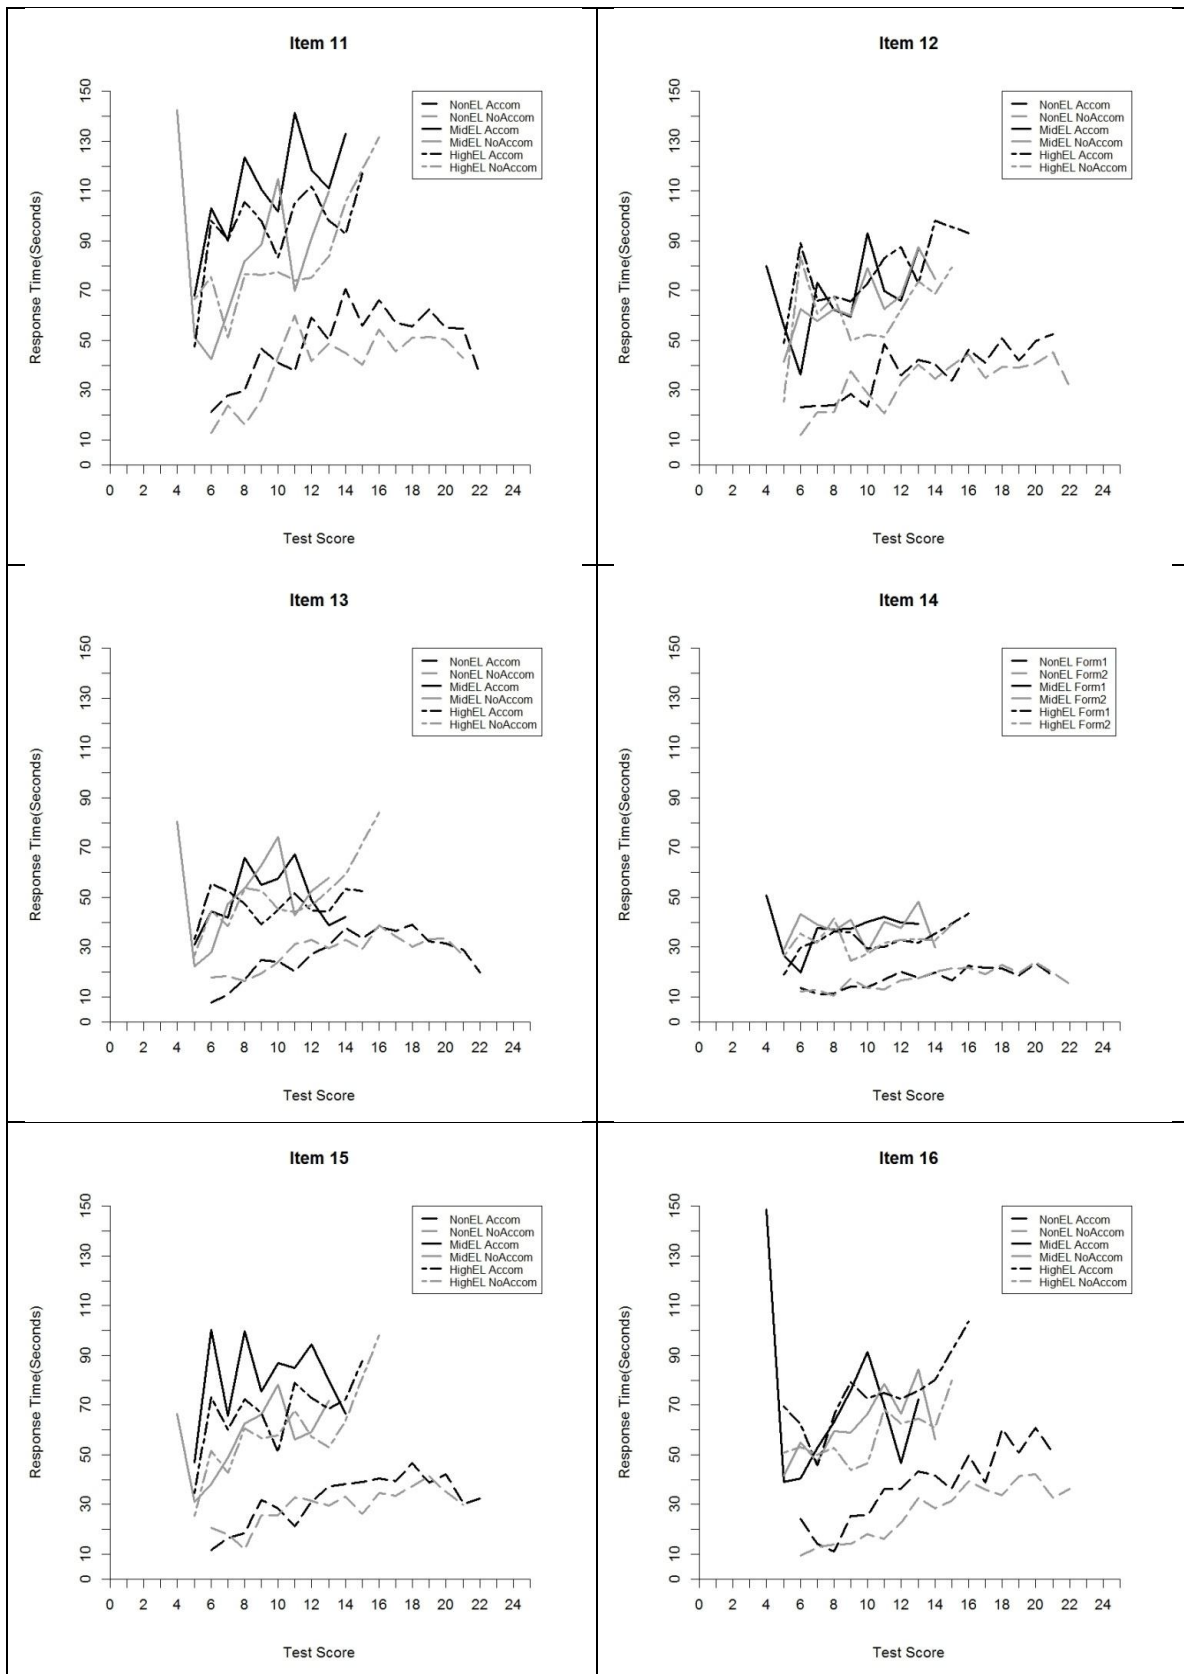 Item 11
150
130
110
90
70
50
30
10
0
Response Time(Seconds)
NonEL Accom
NonEL NoAccom
MidEL Accom
MidEL NoAccom
HighEL Accom
HighEL NoAccom
0 2 4 6 8 10 12 14 16 18 20 22 24
Test Score
Item 12
150
130
110
90
70
50
30
10
0
Response Time(Seconds)
NonEL Accom
NonEL NoAccom
MidEL Accom
MidEL NoAccom
HighEL Accom
HighEL NoAccom
0 2 4 6 8 10 12 14 16 18 20 22 24
Test Score
Item 13
150
130
110
90
70
50
30
10
0
Response Time(Seconds)
NonEL Accom
NonEL NoAccom
MidEL Accom
MidEL NoAccom
HighEL Accom
HighEL NoAccom
0 2 4 6 8 10 12 14 16 18 20 22 24
Test Score
Item 14
150
130
110
90
70
50
30
10
0
Response Time(Seconds)
NonEL Form1
NonEL Form2
MidEL Form1
MidEL Form2
HighEL Form1
HighEL Form2
0 2 4 6 8 10 12 14 16 18 20 22 24
Test Score
Item 15
150
130
110
90
70
50
30
10
0
Response Time(Seconds)
NonEL Accom
NonEL NoAccom
MidEL Accom
MidEL NoAccom
HighEL Accom
HighEL NoAccom
0 2 4 6 8 10 12 14 16 18 20 22 24
Test Score
Item 16
150
130
110
90
70
50
30
10
0
Response Time(Seconds)
NonEL Accom
NonEL NoAccom
MidEL Accom
MidEL NoAccom
HighEL Accom
HighEL NoAccom
0 2 4 6 8 10 12 14 16 18 20 22 24
Test Score